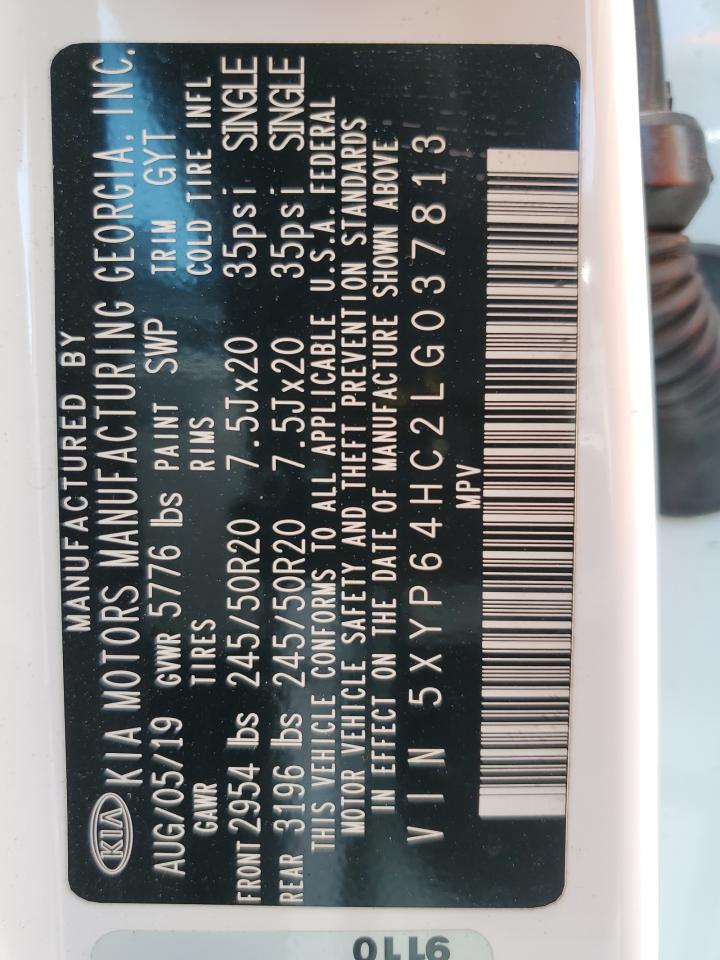 MANUFACTURED BY
KIA KIA MOTORS MANUFACTURING GEORGIA, INC.
AUG/05/19 GVWR 5776 lbs PAINT SWP TRIM GYT
GAWR TIRES RIMS COLD TIRE INFL
FRONT 2954 lbs 245/50R20 7.5Jx20 35psi SINGLE
REAR 3196 lbs 245/50R20 7.5Jx20 35psi SINGLE
THIS VEHICLE CONFORMS TO ALL APPLICABLE U.S.A. FEDERAL
MOTOR VEHICLE SAFETY AND THEFT PREVENTION STANDARDS
IN EFFECT ON THE DATE OF MANUFACTURE SHOWN ABOVE
VIN 5XYP64HC2LG037813
MPV
9110